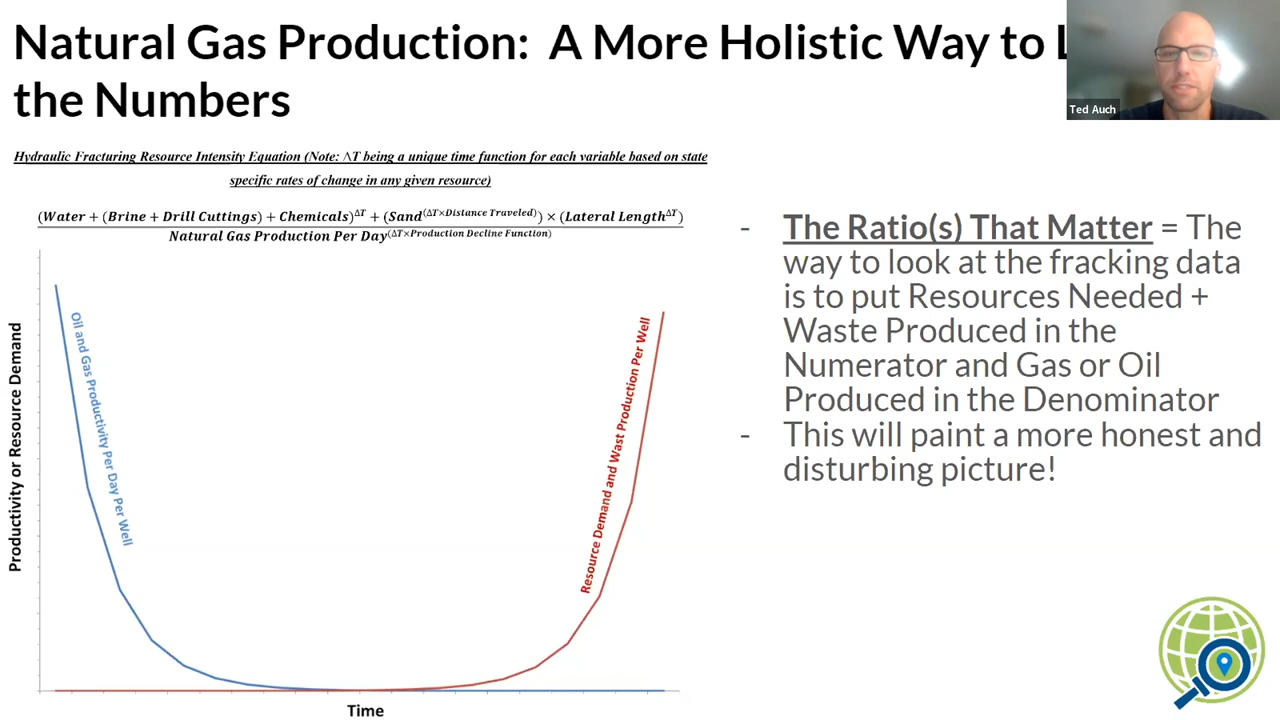 Natural Gas Production: A More Holistic Way to L
the Numbers
Ted Auch
Hydraulic Fracturing Resource Intensity Equation (Note: ΔT being a unique time function for each variable based on state
specific rates of change in any given resource)
(Water + (Brine + Drill Cuttings) + Chemicals)^ΔT + (Sand^(ΔT×Distance Traveled)) × (Lateral Length^ΔT)
Natural Gas Production Per Day^(ΔT×Production Decline Function)
Productivity or Resource Demand
Oil and Gas Productivity Per Day Per Well
Resource Demand and Wast Production Per Well
Time
- The Ratio(s) That Matter = The
way to look at the fracking data
is to put Resources Needed +
Waste Produced in the
Numerator and Gas or Oil
Produced in the Denominator
- This will paint a more honest and
disturbing picture!